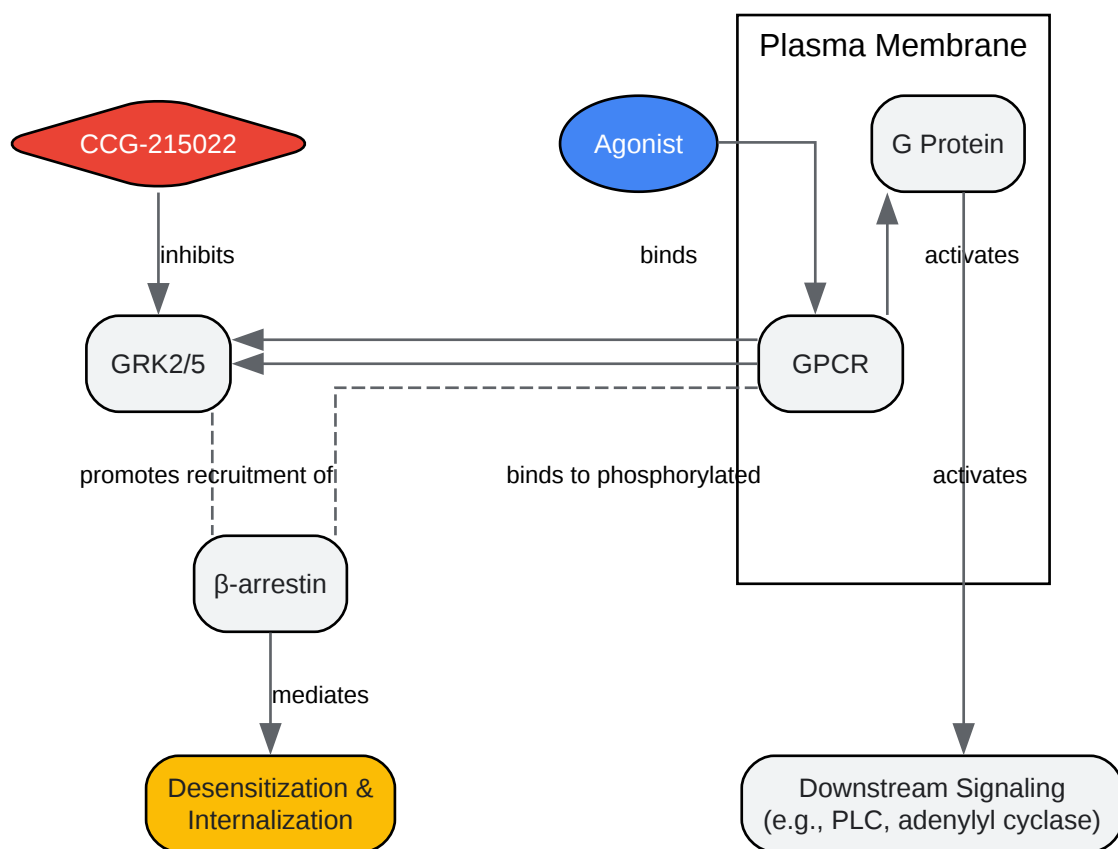 Plasma Membrane
CCG-215022
Agonist
G Protein
inhibits
binds
activates
GRK2/5
GPCR
promotes recruitment of
binds to phosphorylated
activates
β-arrestin
mediates
Desensitization &
Internalization
Downstream Signaling
(e.g., PLC, adenylyl cyclase)